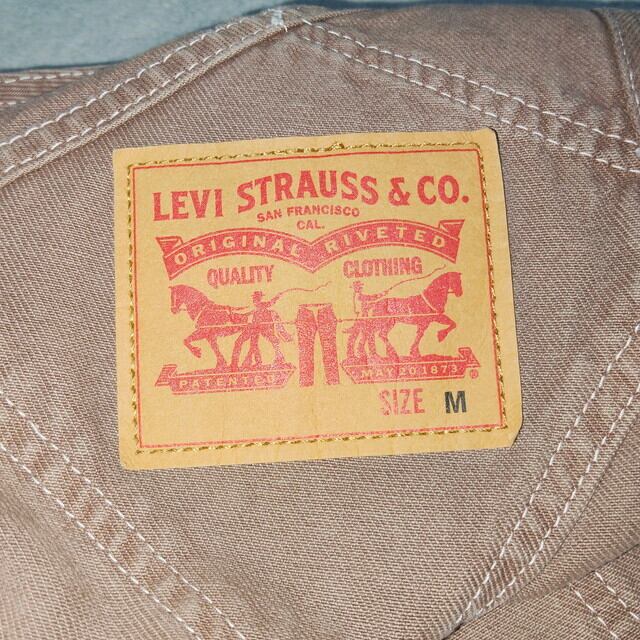 LEVI STRAUSS & CO.
SAN FRANCISCO
CAL.
ORIGINAL RIVETED
QUALITY CLOTHING
PATENTED MAY 20 1873 ®
SIZE M